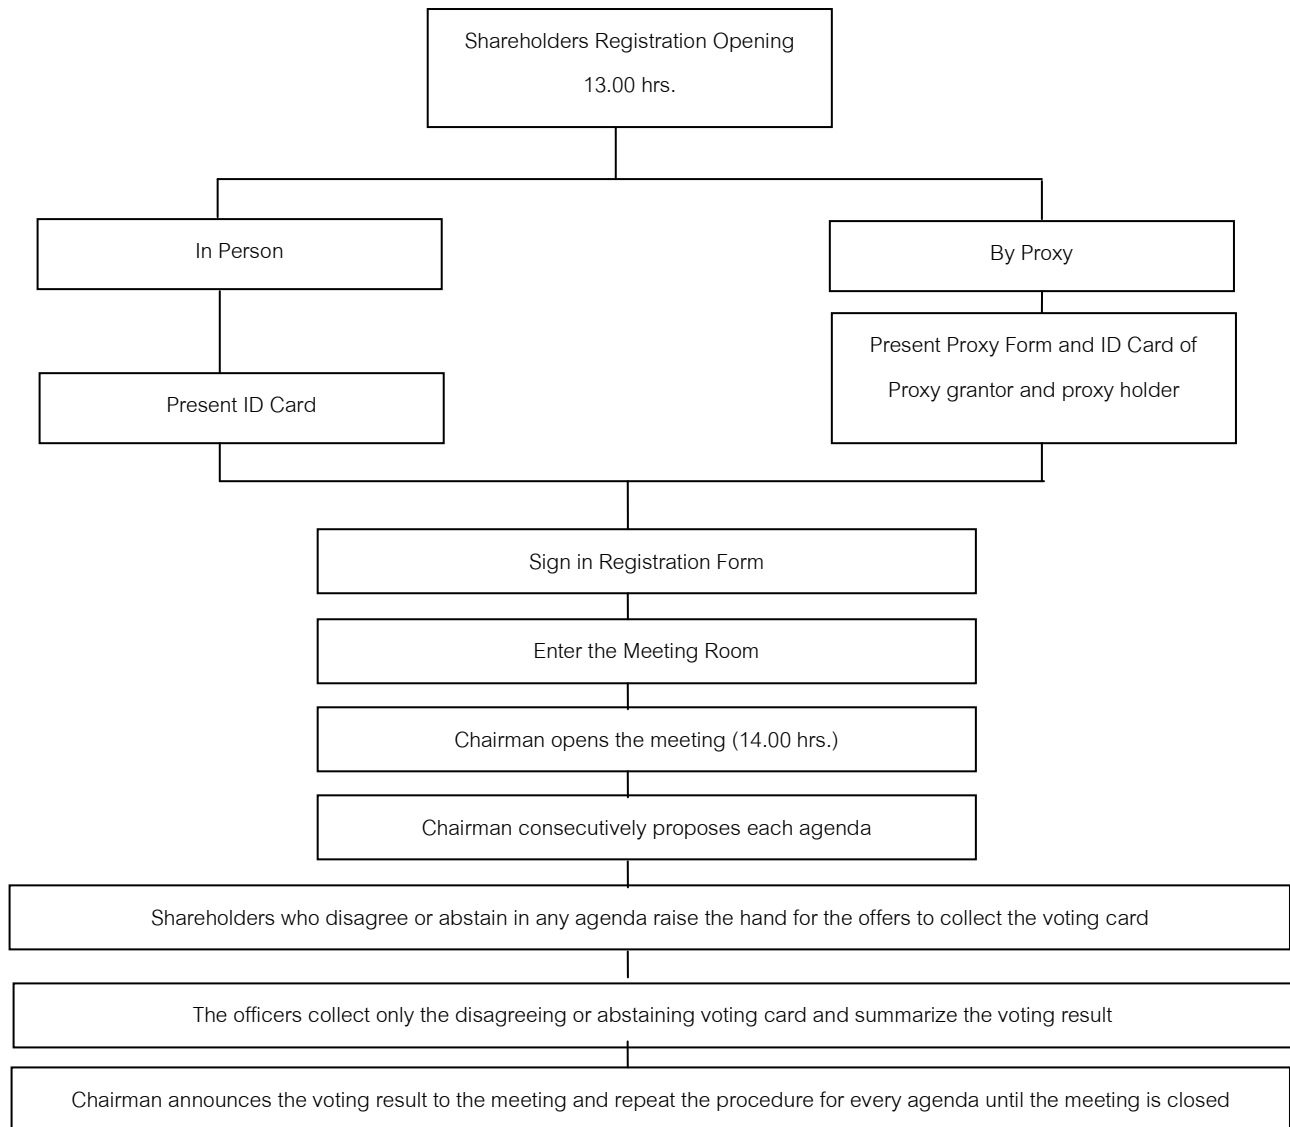 Shareholders Registration Opening
13.00 hrs.
In Person
By Proxy
Present Proxy Form and ID Card of
Proxy grantor and proxy holder
Present ID Card
Sign in Registration Form
Enter the Meeting Room
Chairman opens the meeting (14.00 hrs.)
Chairman consecutively proposes each agenda
Shareholders who disagree or abstain in any agenda raise the hand for the offers to collect the voting card
The officers collect only the disagreeing or abstaining voting card and summarize the voting result
Chairman announces the voting result to the meeting and repeat the procedure for every agenda until the meeting is closed